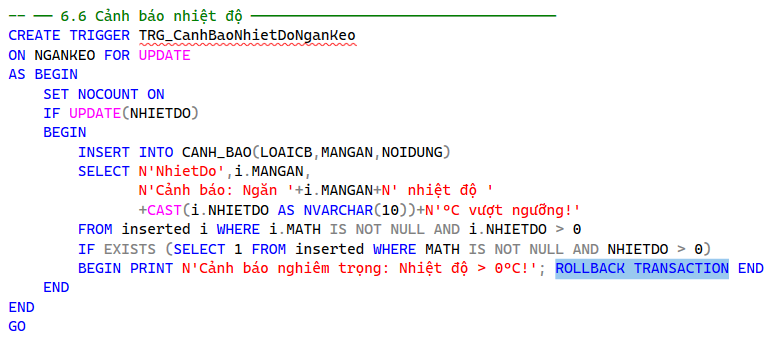 -- ── 6.6 Cảnh báo nhiệt độ ───────────────────────────────────
CREATE TRIGGER TRG_CanhBaoNhietDoNganKeo
ON NGANKEO FOR UPDATE
AS BEGIN
    SET NOCOUNT ON
    IF UPDATE(NHIETDO)
    BEGIN
        INSERT INTO CANH_BAO(LOAICB,MANGAN,NOIDUNG)
        SELECT N'NhietDo',i.MANGAN,
               N'Cảnh báo: Ngăn '+i.MANGAN+N' nhiệt độ '
               +CAST(i.NHIETDO AS NVARCHAR(10))+N'°C vượt ngưỡng!'
        FROM inserted i WHERE i.MATH IS NOT NULL AND i.NHIETDO > 0
        IF EXISTS (SELECT 1 FROM inserted WHERE MATH IS NOT NULL AND NHIETDO > 0)
        BEGIN PRINT N'Cảnh báo nghiêm trọng: Nhiệt độ > 0°C!'; ROLLBACK TRANSACTION END
    END
END
GO